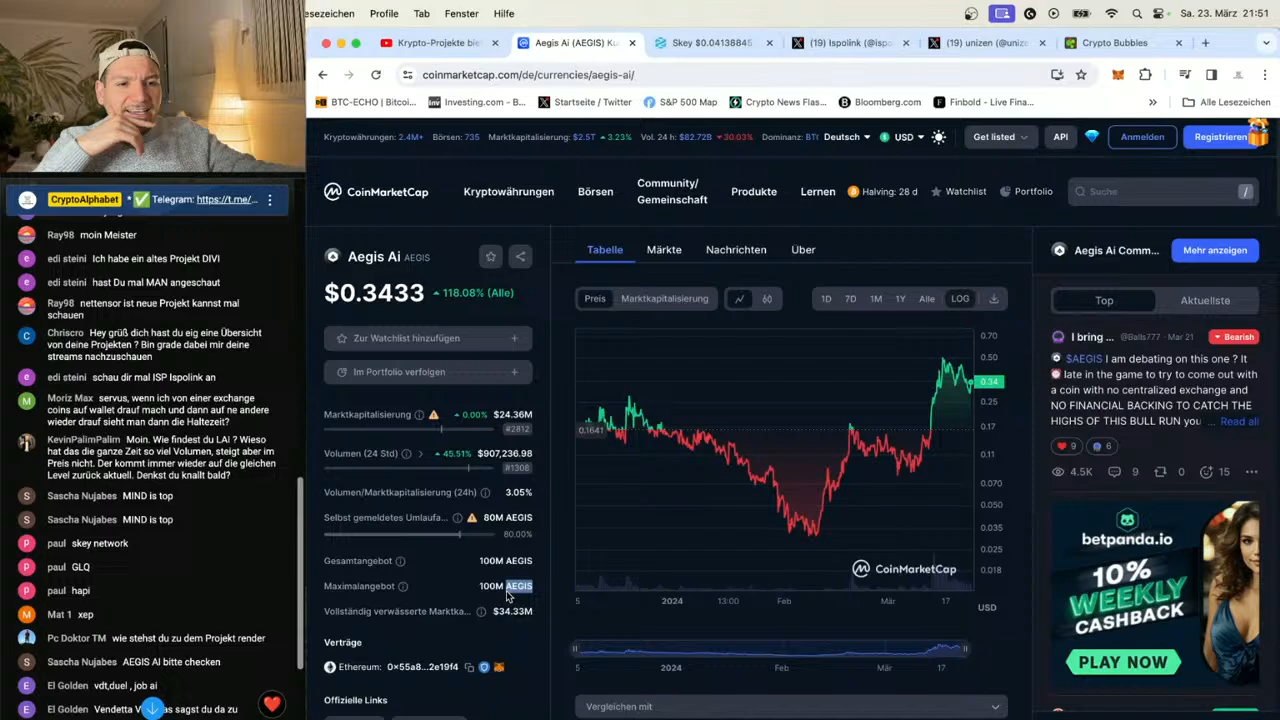 esezeichen Profile Tab Fenster Hilfe
Sa. 23. März 21:51
Krypto-Projekte bie
Aegis Ai (AEGIS) Ku
Skey $0.04138845
(19) ispolink (@ispo
(19) unizen (@unize
Crypto Bubbles
coinmarketcap.com/de/currencies/aegis-ai/
BTC-ECHO | Bitcoi...
Investing.com - B...
Startseite / Twitter
S&P 500 Map
Crypto News Flas...
Bloomberg.com
Finbold - Live Fina...
Alle Lesezeichen
Kryptowährungen: 2.4M+ Börsen: 735 Marktkapitalisierung: $2.5T 3.23% Vol. 24 h: $82.72B 30.03% Dominanz: BTC
Deutsch
USD
Get listed
API
Anmelden
Registrieren
CoinMarketCap
Kryptowährungen
Börsen
Community/
Gemeinschaft
Produkte
Lernen
Halving: 28 d
Watchlist
Portfolio
Suche
/
CryptoAlphabet * Telegram: https://t.me/...
Ray98 moin Meister
edi steini Ich habe ein altes Projekt DIVI
edi steini hast Du mal MAN angeschaut
Ray98 nettensor ist neue Projekt kannst mal
schauen
Chriscro Hey grüß dich hast du eig eine Übersicht
von deine Projekten ? Bin grade dabei mir deine
streams nachzuschauen
edi steini schau dir mal ISP Ispolink an
Moriz Max servus, wenn ich von einer exchange
coins auf wallet drauf mach und dann auf ne andere
wieder drauf sieht man dann die Haltezeit?
KevinPalimPalim Moin. Wie findest du LAI ? Wieso
hat das die ganze Zeit so viel Volumen, steigt aber im
Preis nicht. Der kommt immer wieder auf die gleichen
Level zurück aktuell. Denkst du knallt bald?
Sascha Nujabes MIND is top
Sascha Nujabes MIND is top
paul skey network
paul GLQ
paul hapi
Mat 1 xep
Pc Doktor TM wie stehst du zu dem Projekt render
Sascha Nujabes AEGIS AI bitte checken
El Golden vdt,duel , job ai
El Golden Vendetta V as sagst du da zu
Aegis Ai AEGIS
$0.3433 118.08% (Alle)
Zur Watchlist hinzufügen +
Im Portfolio verfolgen +
Marktkapitalisierung 0.00% $24.36M
#2812
Volumen (24 Std) 45.51% $907,236.98
#1308
Volumen/Marktkapitalisierung (24h) 3.05%
Selbst gemeldetes Umlaufa... 80M AEGIS
80.00%
Gesamtangebot 100M AEGIS
Maximalangebot 100M AEGIS
Vollständig verwässerte Marktka... $34.33M
Verträge
Ethereum: 0x55a8...2e19f4
Offizielle Links
Tabelle
Märkte
Nachrichten
Über
Preis
Marktkapitalisierung
1D 7D 1M 1Y Alle LOG
0.70
0.50
0.34
0.25
0.17
0.11
0.070
0.050
0.035
0.025
0.018
0.1641
CoinMarketCap
5 2024 13:00 Feb Mär 17
USD
5 2024 Feb Mär 17
Vergleichen mit
Aegis Ai Comm...
Mehr anzeigen
Top
Aktuellste
I bring ... @Balls777 · Mar 21 Bearish
$AEGIS I am debating on this one ? It
late in the game to try to come out with
a coin with no centralized exchange and
NO FINANCIAL BACKING TO CATCH THE
HIGHS OF THIS BULL RUN you ... Read all
9 6
4.5K 9 0 15
betpanda.io
10%
WEEKLY
CASHBACK
PLAY NOW